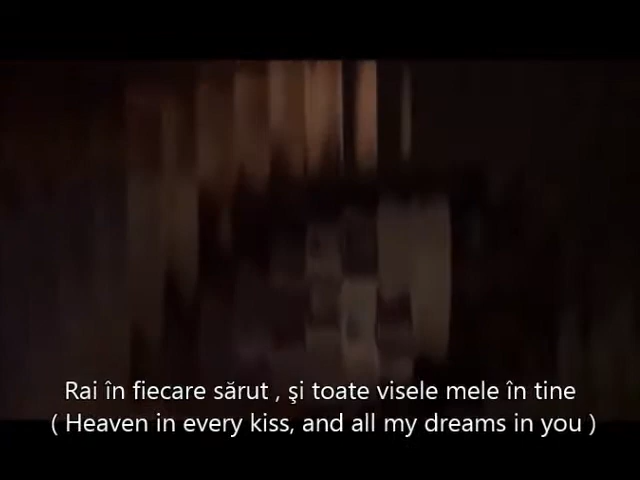 Rai în fiecare sărut , şi toate visele mele în tine
( Heaven in every kiss, and all my dreams in you )